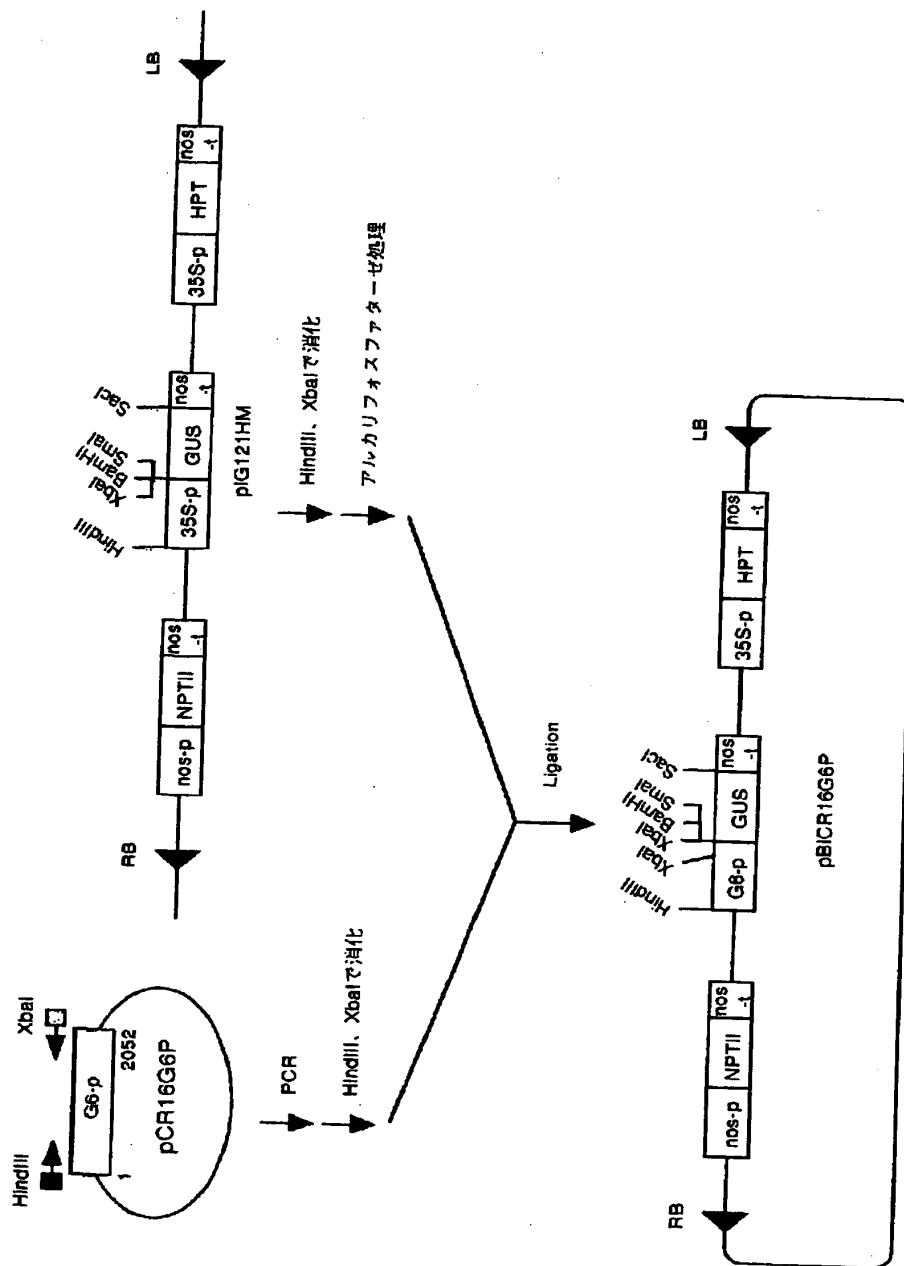 HindIII
XbaI
G6-p
1
2052
pCR16G6P
PCR
HindIII、XbaIで消化
RB
nos-p
NPTII
nos
-t
HindIII
XbaI
BamHI
SmaI
SacI
35S-p
GUS
nos
-t
35S-p
HPT
nos
-t
LB
pIG121HM
HindIII、XbaIで消化
アルカリフォスファターゼ処理
Ligation
RB
nos-p
NPTII
nos
-t
HindIII
XbaI
XbaI
BamHI
SmaI
SacI
G6-p
GUS
nos
-t
35S-p
HPT
nos
-t
LB
pBICR16G6P